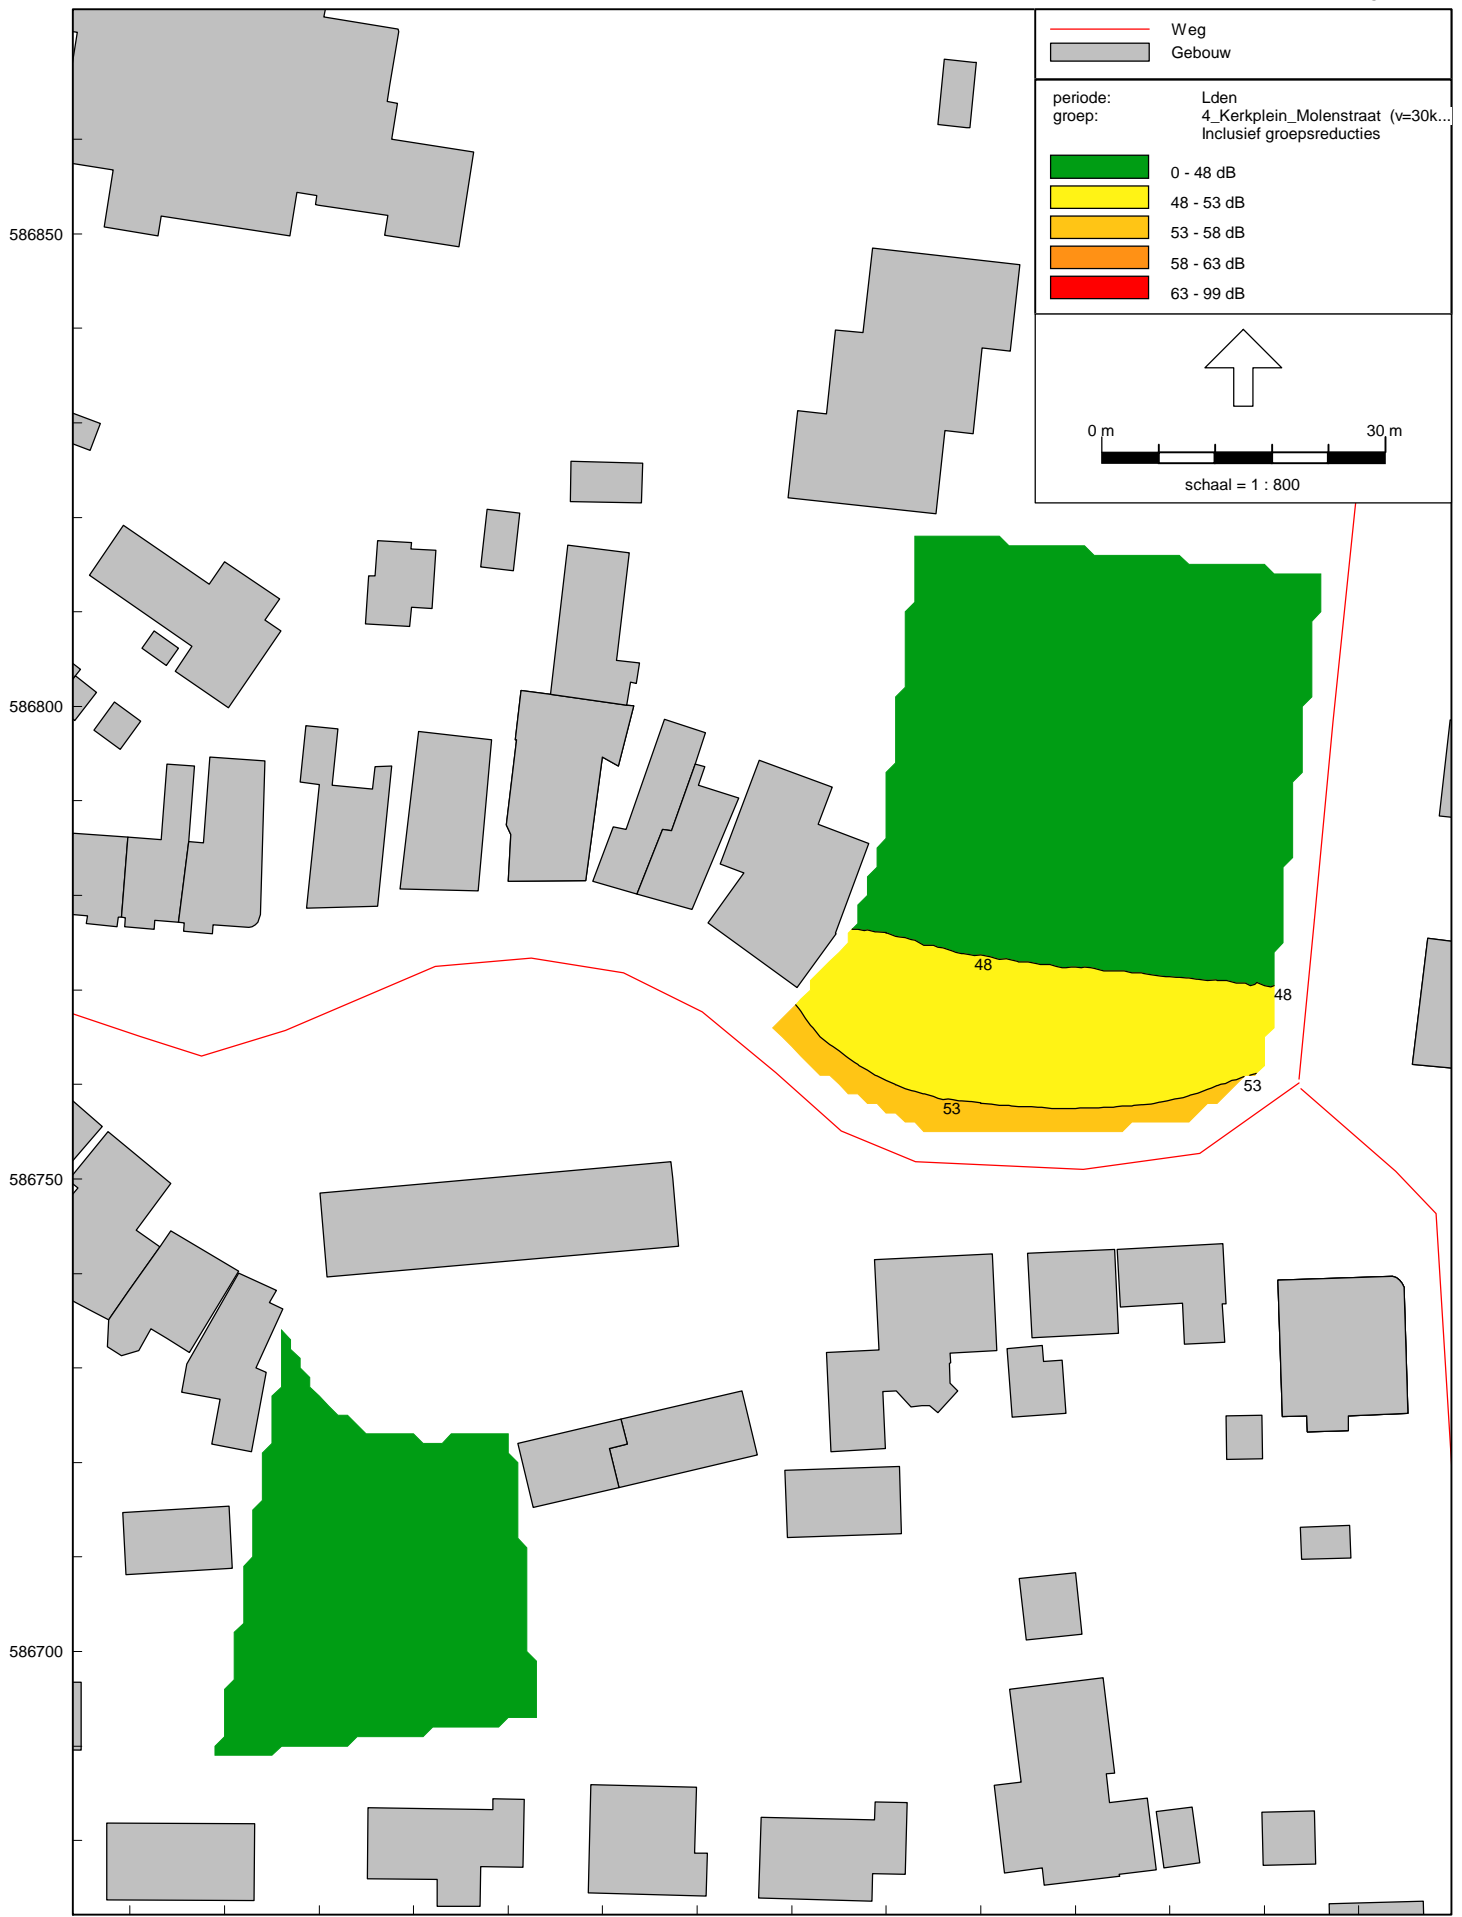 Weg
Gebouw
periode: Lden
groep: 4_Kerkplein_Molenstraat (v=30k...
Inclusief groepsreducties
0 - 48 dB
48 - 53 dB
53 - 58 dB
58 - 63 dB
63 - 99 dB
0 m 30 m
schaal = 1 : 800
586850
586800
48
48
53
53
586750
586700